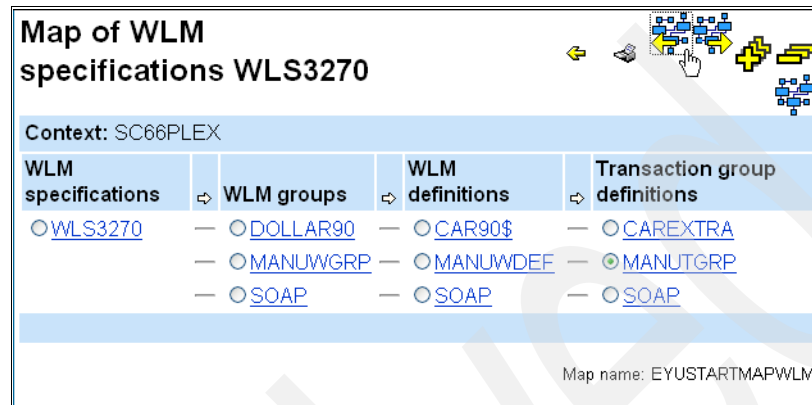 Map of WLM
specifications WLS3270
Context: SC66PLEX
WLM specifications WLM groups WLM definitions Transaction group definitions
WLS3270 DOLLAR90 CAR90$ CAREXTRA
MANUWGRP MANUWDEF MANUTGRP
SOAP SOAP SOAP
Map name: EYUSTARTMAPWLM